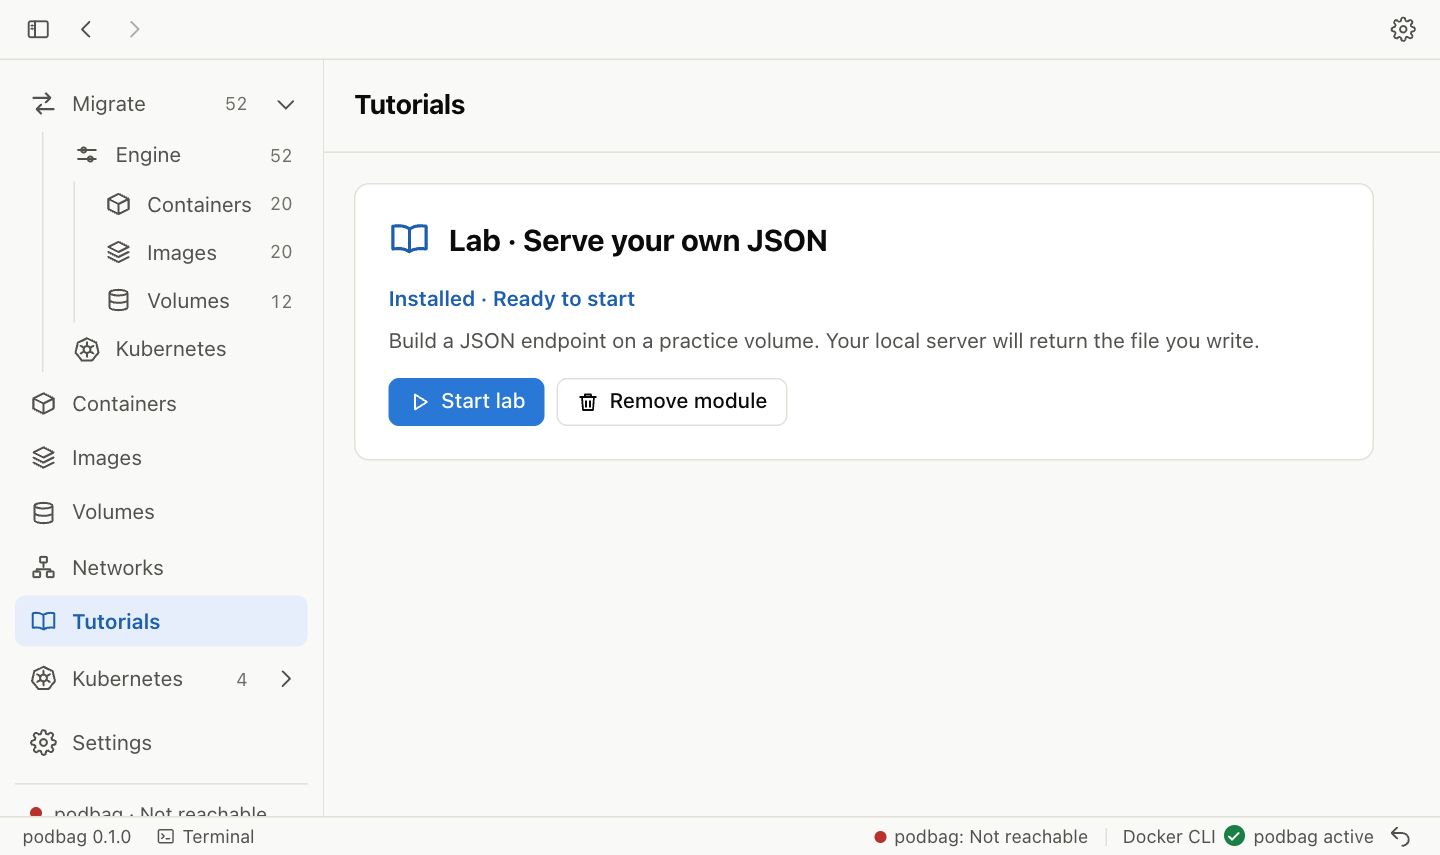 Migrate 52
Engine 52
Containers 20
Images 20
Volumes 12
Kubernetes
Containers
Images
Volumes
Networks
Tutorials
Kubernetes 4
Settings
podbag · Not reachable
Tutorials
Lab · Serve your own JSON
Installed · Ready to start
Build a JSON endpoint on a practice volume. Your local server will return the file you write.
Start lab Remove module
podbag 0.1.0 Terminal podbag: Not reachable Docker CLI podbag active